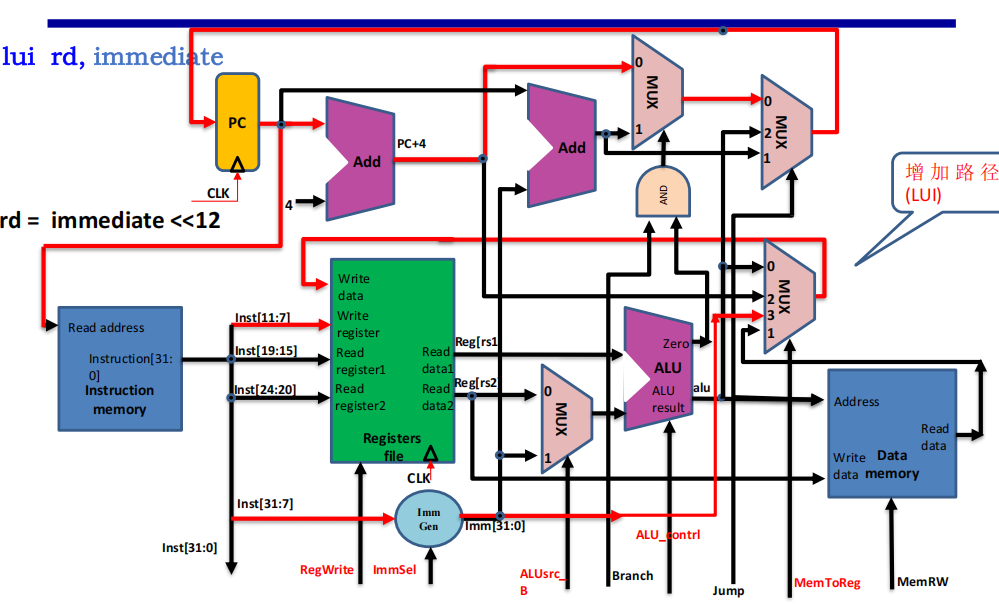 lui rd, immediate
0
MUX
1
0
MUX
2
1
PC
CLK
Add
PC+4
4
Add
AND
增加路径
(LUI)
rd = immediate <<12
Read address
Instruction[31:
0]
Instruction
memory
Inst[11:7]
Inst[19:15]
Inst[24:20]
Inst[31:7]
Inst[31:0]
Write
data
Write
register
Read
register1
Read
register2
Read
data1
Read
data2
Registers
file
CLK
Reg[rs1
Reg[rs2
0
MUX
1
Zero
ALU
ALU
result
alu
0
MUX
2
3
1
Address
Read
data
Write
data
Data
memory
Imm
Gen
Imm[31:0]
RegWrite
ImmSel
ALUsrc_
B
Branch
ALU_contrl
Jump
MemToReg
MemRW